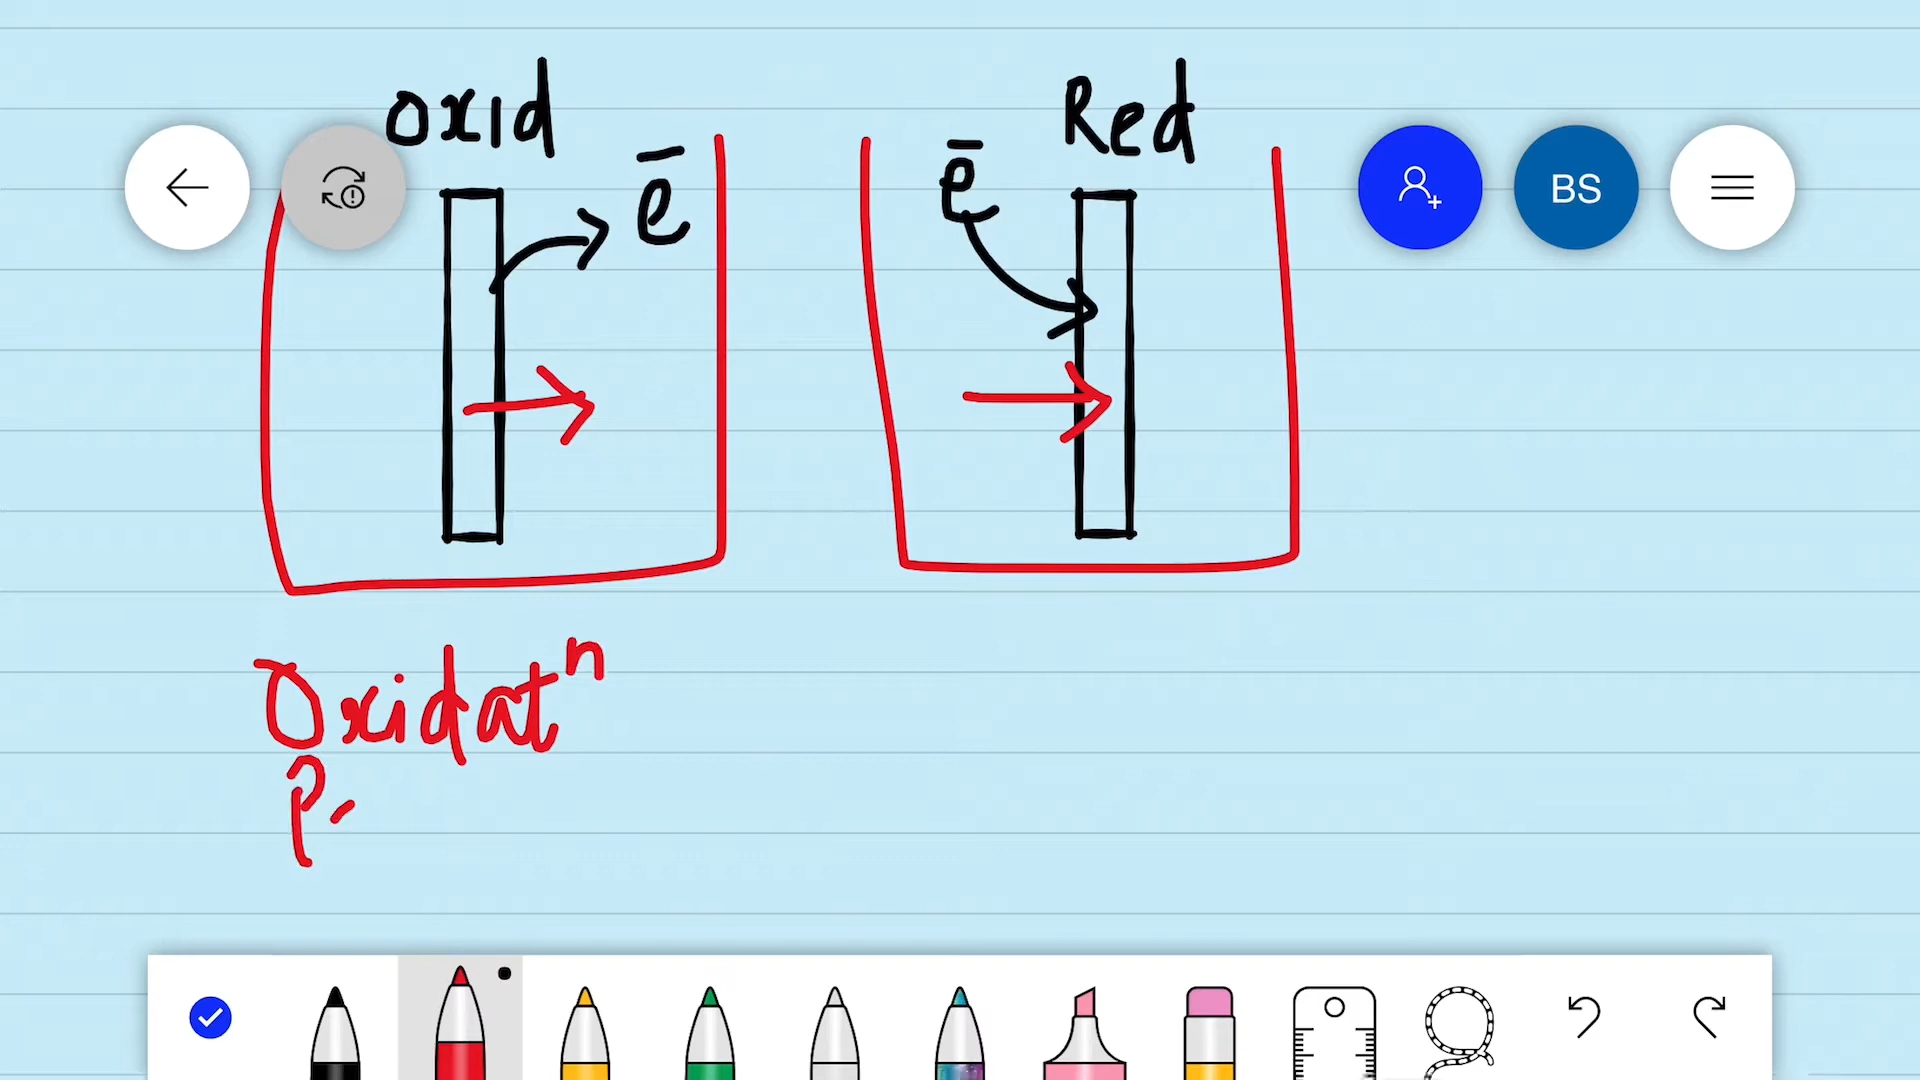 oxid
Red
e̅
e̅
BS
Oxidatⁿ
P